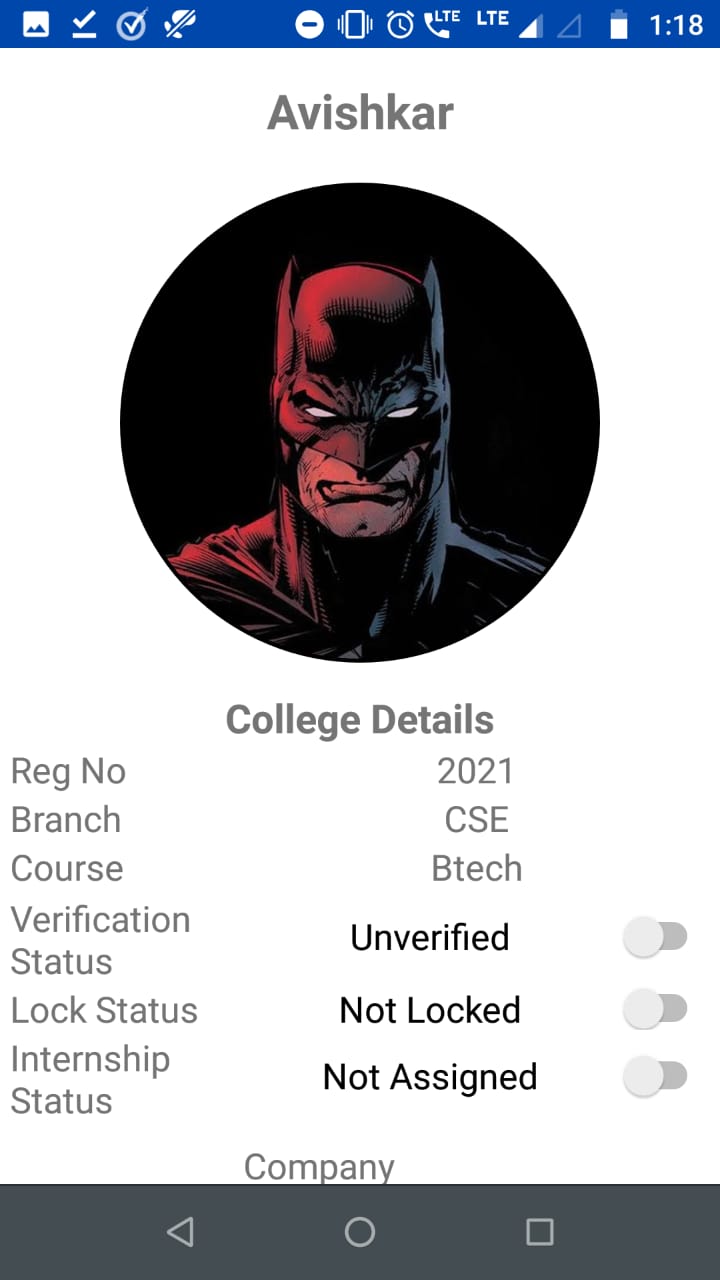 LTE LTE 1:18
Avishkar
College Details
Reg No 2021
Branch CSE
Course Btech
Verification
Status Unverified
Lock Status Not Locked
Internship
Status Not Assigned
Company